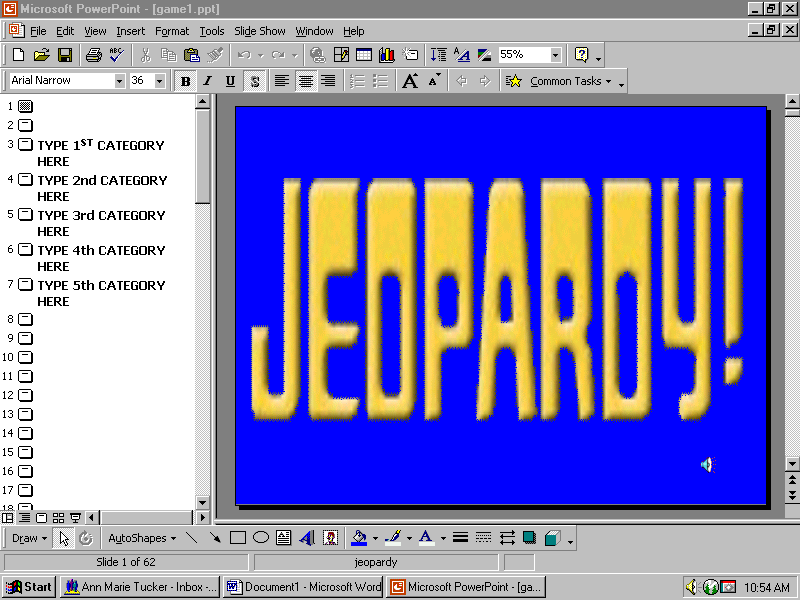 Microsoft PowerPoint - [game1.ppt]
File Edit View Insert Format Tools Slide Show Window Help
55%
Arial Narrow 36 B I U S
Common Tasks
1
2
3 TYPE 1ST CATEGORY
HERE
4 TYPE 2nd CATEGORY
HERE
5 TYPE 3rd CATEGORY
HERE
6 TYPE 4th CATEGORY
HERE
7 TYPE 5th CATEGORY
HERE
8
9
10
11
12
13
14
15
16
17
18
JEOPARDY!
Draw AutoShapes
Slide 1 of 62 jeopardy
Start Ann Marie Tucker - Inbox -... Document1 - Microsoft Word Microsoft PowerPoint - [ga... 10:54 AM